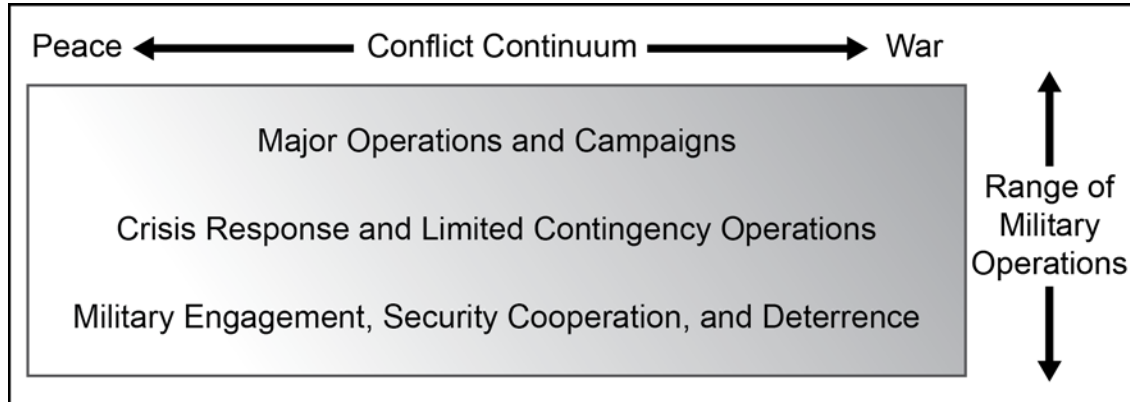 Peace Conflict Continuum War
Major Operations and Campaigns
Crisis Response and Limited Contingency Operations
Military Engagement, Security Cooperation, and Deterrence
Range of
Military
Operations